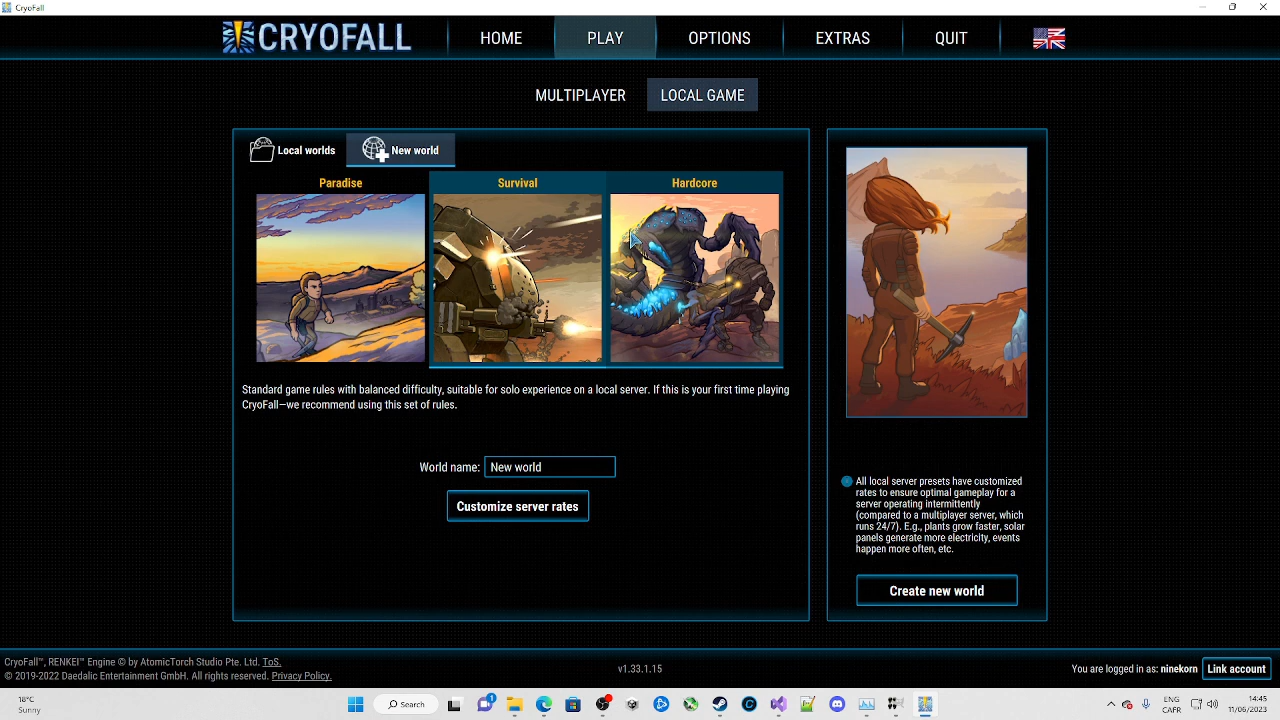 CryoFall
CRYOFALL
HOME
PLAY
OPTIONS
EXTRAS
QUIT
MULTIPLAYER
LOCAL GAME
Local worlds
New world
Paradise
Survival
Hardcore
Standard game rules with balanced difficulty, suitable for solo experience on a local server. If this is your first time playing
CryoFall—we recommend using this set of rules.
World name:
New world
Customize server rates
All local server presets have customized
rates to ensure optimal gameplay for a
server operating intermittently
(compared to a multiplayer server, which
runs 24/7). E.g., plants grow faster, solar
panels generate more electricity, events
happen more often, etc.
Create new world
CryoFall™, RENKEI™ Engine © by AtomicTorch Studio Pte. Ltd. ToS.
© 2019-2022 Daedalic Entertainment GmbH. All rights reserved. Privacy Policy.
v1.33.1.15
You are logged in as: ninekorn
Link account
18°C
Sunny
Search
1
ENG
CAFR
14:45
11/06/2023